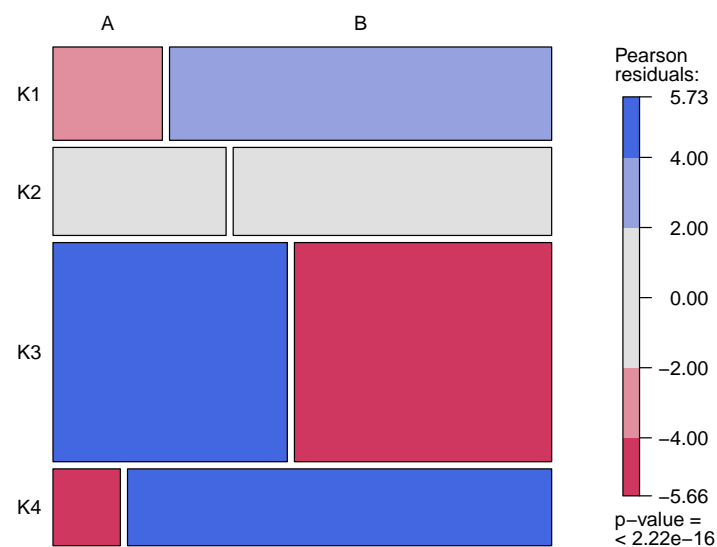 A B
K1
K2
K3
K4
Pearson
residuals:
5.73
4.00
2.00
0.00
−2.00
−4.00
−5.66
p−value =
< 2.22e−16